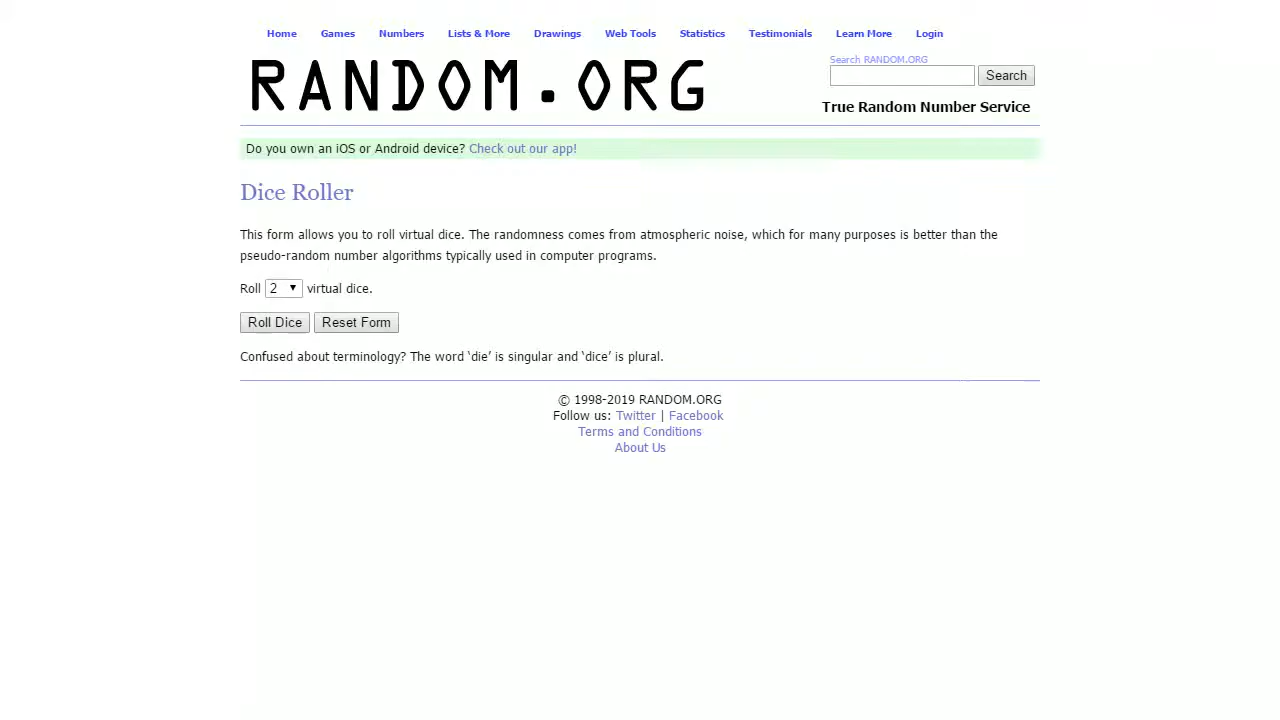 Home Games Numbers Lists & More Drawings Web Tools Statistics Testimonials Learn More Login
RANDOM.ORG
Search RANDOM.ORG
Search
True Random Number Service
Do you own an iOS or Android device? Check out our app!
Dice Roller
This form allows you to roll virtual dice. The randomness comes from atmospheric noise, which for many purposes is better than the
pseudo-random number algorithms typically used in computer programs.
Roll 2 virtual dice.
Roll Dice Reset Form
Confused about terminology? The word ‘die’ is singular and ‘dice’ is plural.
© 1998-2019 RANDOM.ORG
Follow us: Twitter | Facebook
Terms and Conditions
About Us